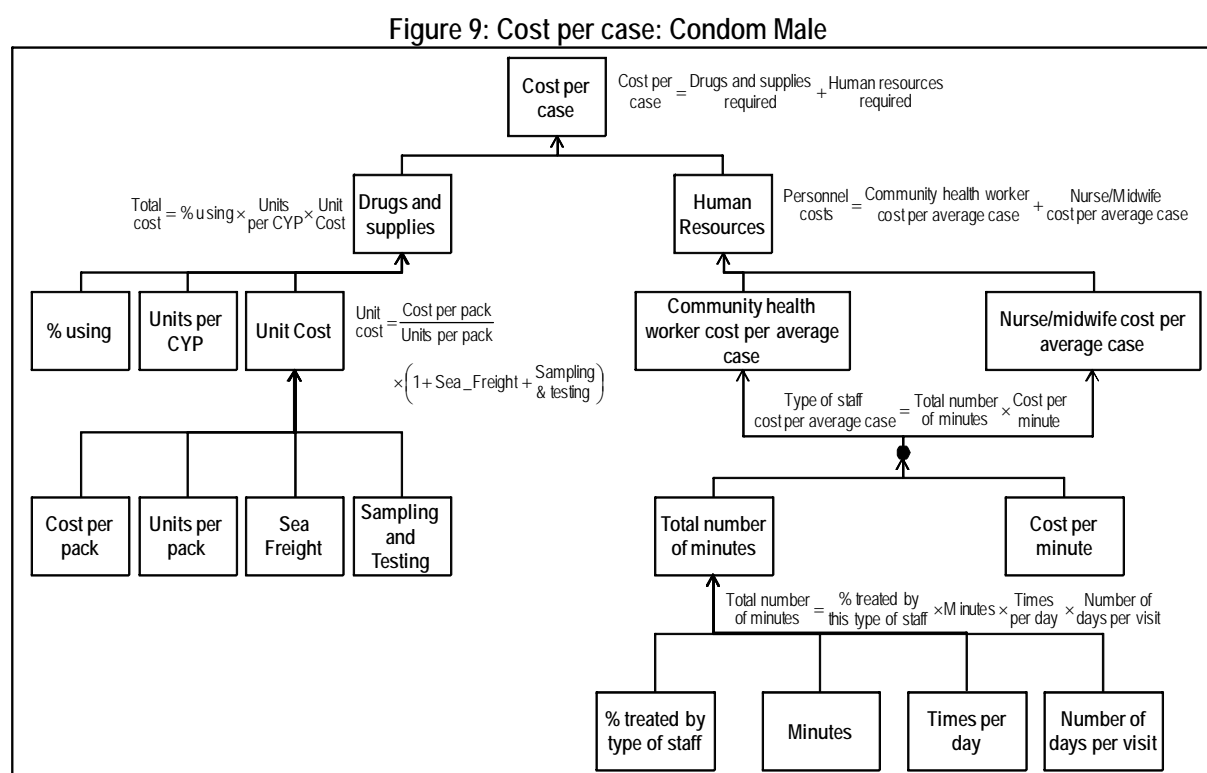 Figure 9: Cost per case: Condom Male
Cost per
case
Cost per
case
=
Drugs and supplies
required
+
Human resources
required
Total
cost
= % using ×
Units
per CYP
×
Unit
Cost
Drugs and
supplies
Human
Resources
Personnel
costs
=
Community health worker
cost per average case
+
Nurse/Midwife
cost per average case
% using
Units per
CYP
Unit Cost
Unit
cost
=
Cost per pack
Units per pack
× ( 1 + Sea_Freight +
Sampling
& testing
)
Community health
worker cost per average
case
Nurse/midwife cost per
average case
Type of staff
cost per average case
=
Total number
of minutes
×
Cost per
minute
Cost per
pack
Units per
pack
Sea
Freight
Sampling
and
Testing
Total number
of minutes
Cost per
minute
Total number
of minutes
=
% treated by
this type of staff
× Minutes ×
Times
per day
×
Number of
days per visit
% treated by
type of staff
Minutes
Times per
day
Number of
days per visit